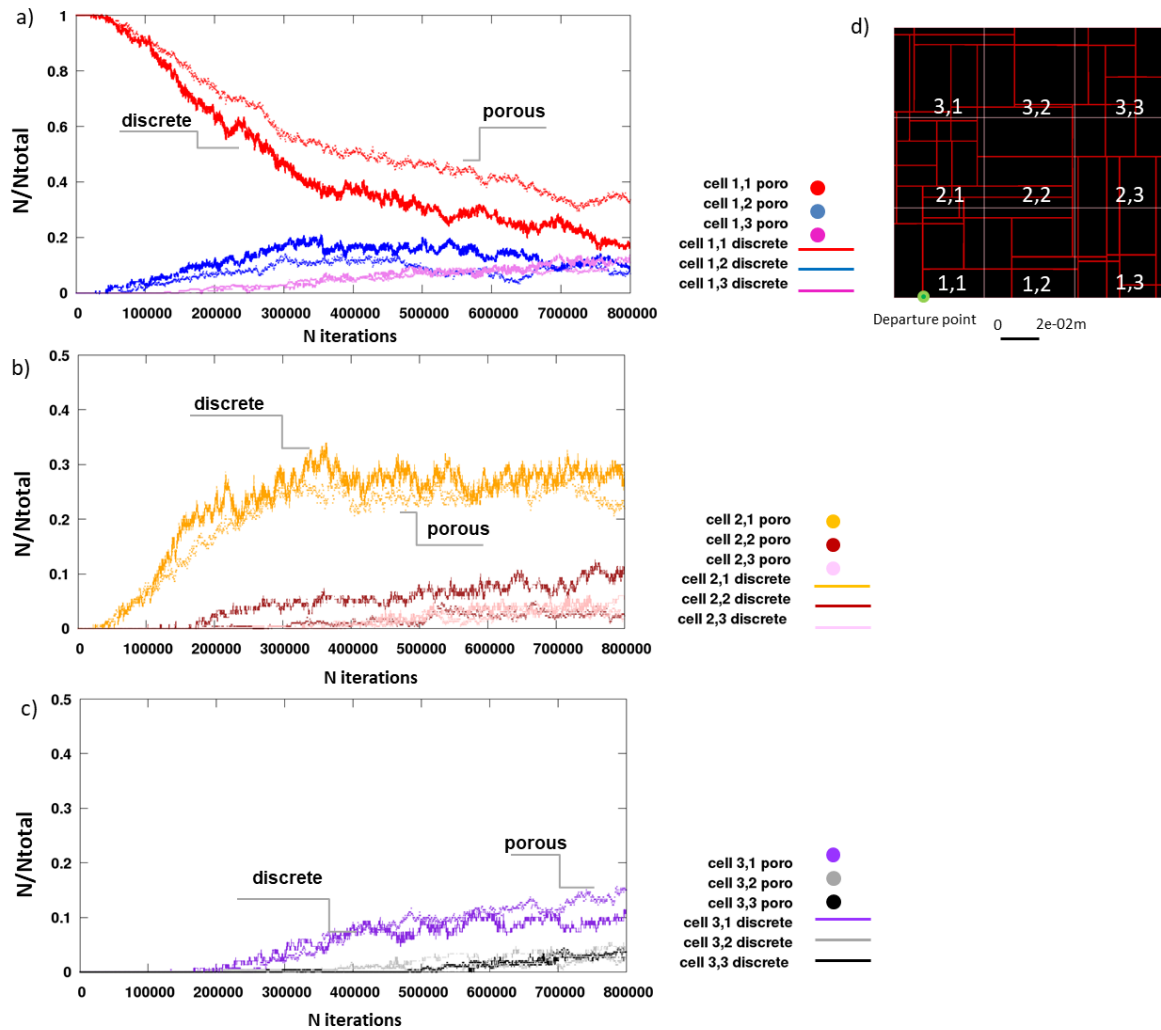 a)
1
0.8
0.6
0.4
0.2
0
N/Ntotal
discrete
porous
0 100000 200000 300000 400000 500000 600000 700000 800000
N iterations
cell 1,1 poro
cell 1,2 poro
cell 1,3 poro
cell 1,1 discrete
cell 1,2 discrete
cell 1,3 discrete
d)
3,1 3,2 3,3
2,1 2,2 2,3
1,1 1,2 1,3
Departure point 0 2e-02m
b)
0.5
0.4
0.3
0.2
0.1
0
N/Ntotal
discrete
porous
0 100000 200000 300000 400000 500000 600000 700000 800000
N iterations
cell 2,1 poro
cell 2,2 poro
cell 2,3 poro
cell 2,1 discrete
cell 2,2 discrete
cell 2,3 discrete
c)
0.5
0.4
0.3
0.2
0.1
0
N/Ntotal
porous
discrete
0 100000 200000 300000 400000 500000 600000 700000 800000
N iterations
cell 3,1 poro
cell 3,2 poro
cell 3,3 poro
cell 3,1 discrete
cell 3,2 discrete
cell 3,3 discrete